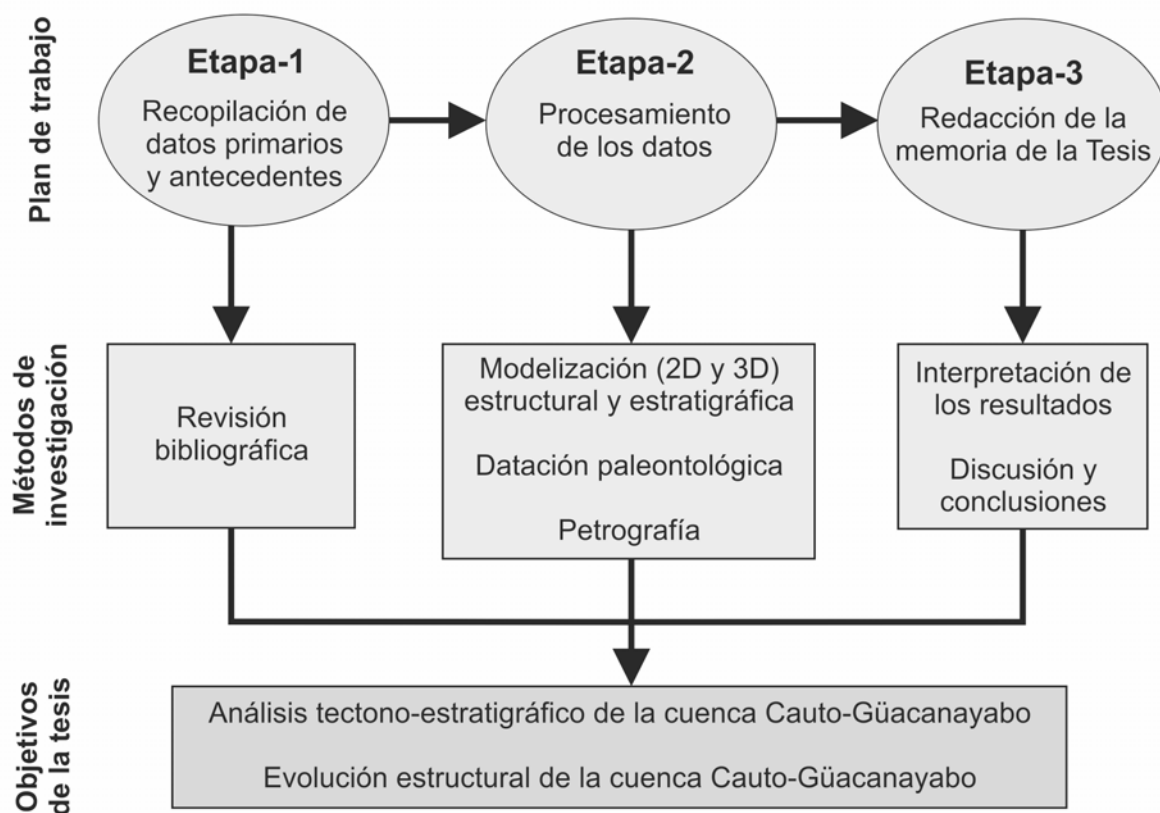 Plan de trabajo
Etapa-1
Recopilación de
datos primarios
y antecedentes
Etapa-2
Procesamiento
de los datos
Etapa-3
Redacción de la
memoria de la Tesis
Métodos de
investigación
Revisión
bibliográfica
Modelización (2D y 3D)
estructural y estratigráfica
Datación paleontológica
Petrografía
Interpretación de
los resultados
Discusión y
conclusiones
Objetivos
de la tesis
Análisis tectono-estratigráfico de la cuenca Cauto-Güacanayabo
Evolución estructural de la cuenca Cauto-Güacanayabo